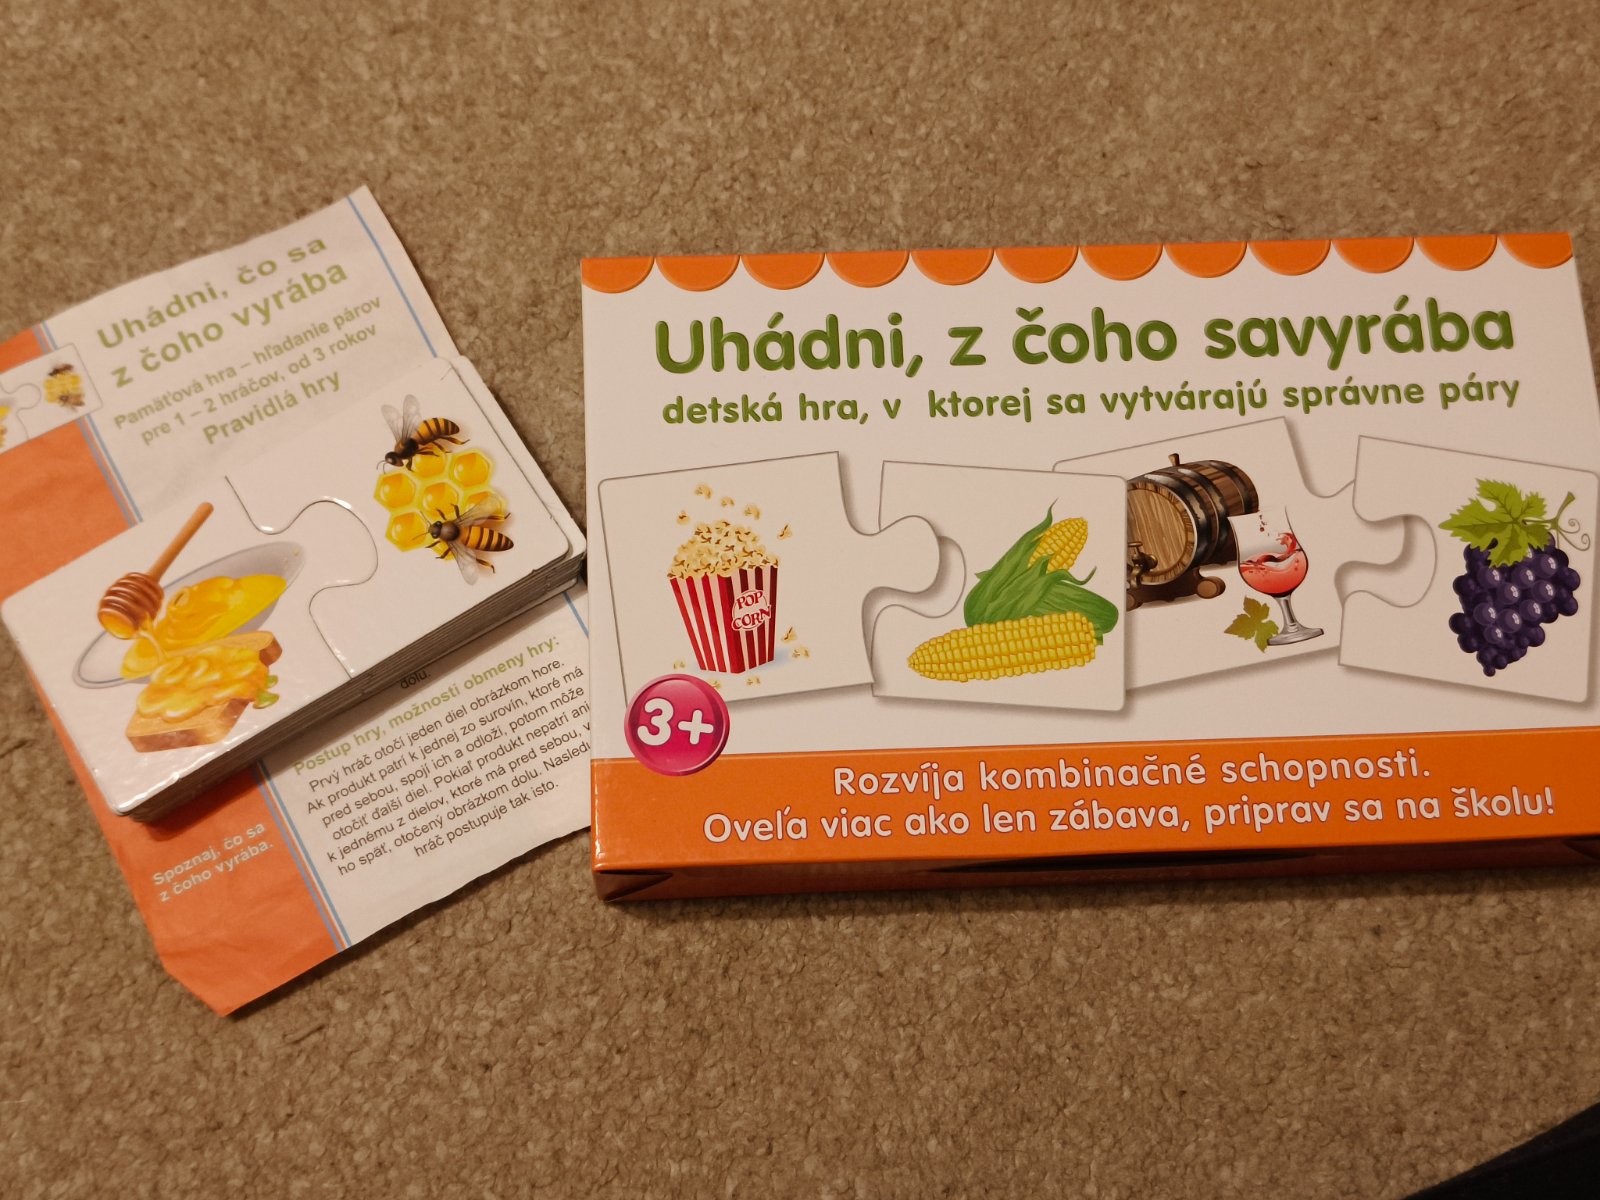 Uhádni, čo sa
z čoho vyrába
Pamäťová hra – hľadanie párov
pre 1 – 2 hráčov, od 3 rokov
Pravidlá hry
dolu.
Postup hry, možnosti obmeny hry:
Prvý hráč otočí jeden diel obrázkom hore.
Ak produkt patrí k jednej zo surovín, ktoré má
pred sebou, spojí ich a odloží, potom môže
otočiť ďalší diel. Pokiaľ produkt nepatrí ani
k jednému z dielov, ktoré má pred sebou,
ho späť, otočený obrázkom dolu.
hráč postupuje tak isto.
Spoznaj, čo sa
z čoho vyrába.
Uhádni, z čoho savyrába
detská hra, v ktorej sa vytvárajú správne páry
POP
CORN
3+
Rozvíja kombinačné schopnosti.
Oveľa viac ako len zábava, priprav sa na školu!